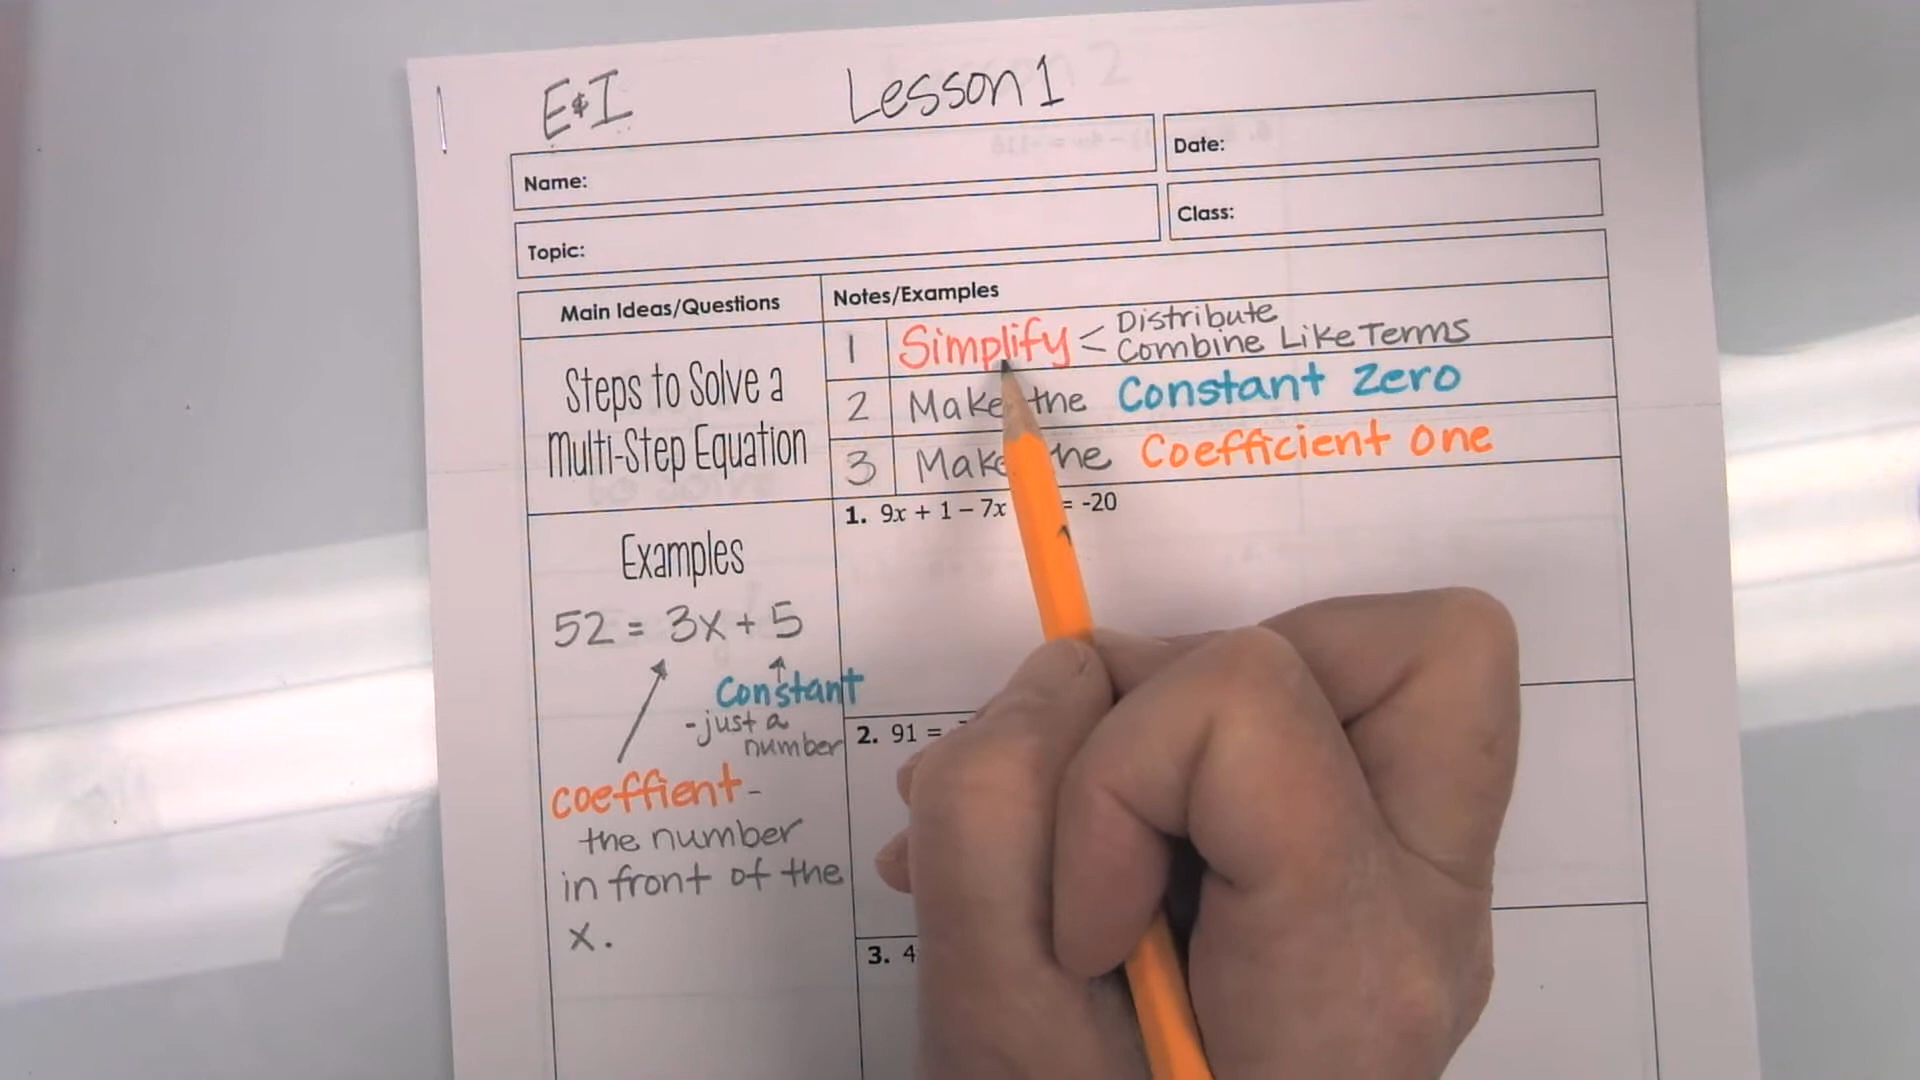 E&I Lesson 1
Name:
Date:
Topic:
Class:
Main Ideas/Questions
Notes/Examples
Steps to Solve a
Multi-Step Equation
1 Simplify < Distribute
Combine Like Terms
2 Make the Constant Zero
3 Make the Coefficient One
Examples
52 = 3x + 5
Constant
- just a
number
coeffient -
the number
in front of the
x.
1. 9x + 1 – 7x = -20
2. 91 =
3. 4